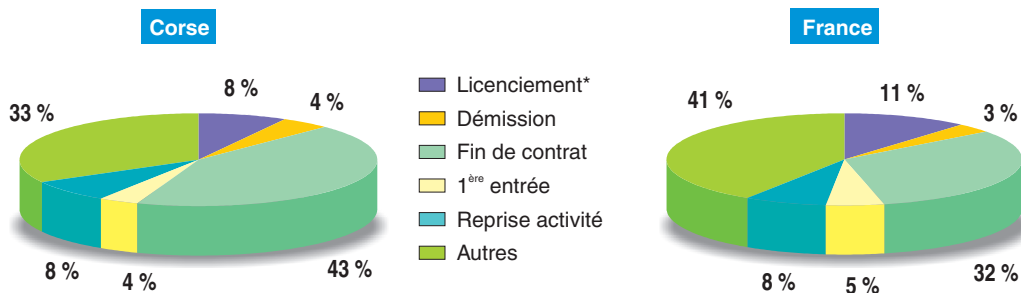 Corse
33 %
8 %
4 %
43 %
4 %
8 %
Licenciement*
Démission
Fin de contrat
1ère entrée
Reprise activité
Autres
France
41 %
11 %
3 %
32 %
5 %
8 %